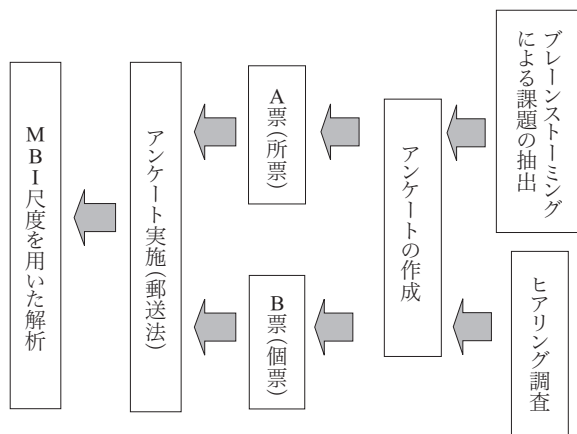 ブレーンストーミング
による課題の抽出
ヒアリング調査
アンケートの作成
A票(所票)
B票(個票)
アンケート実施(郵送法)
MBI尺度を用いた解析